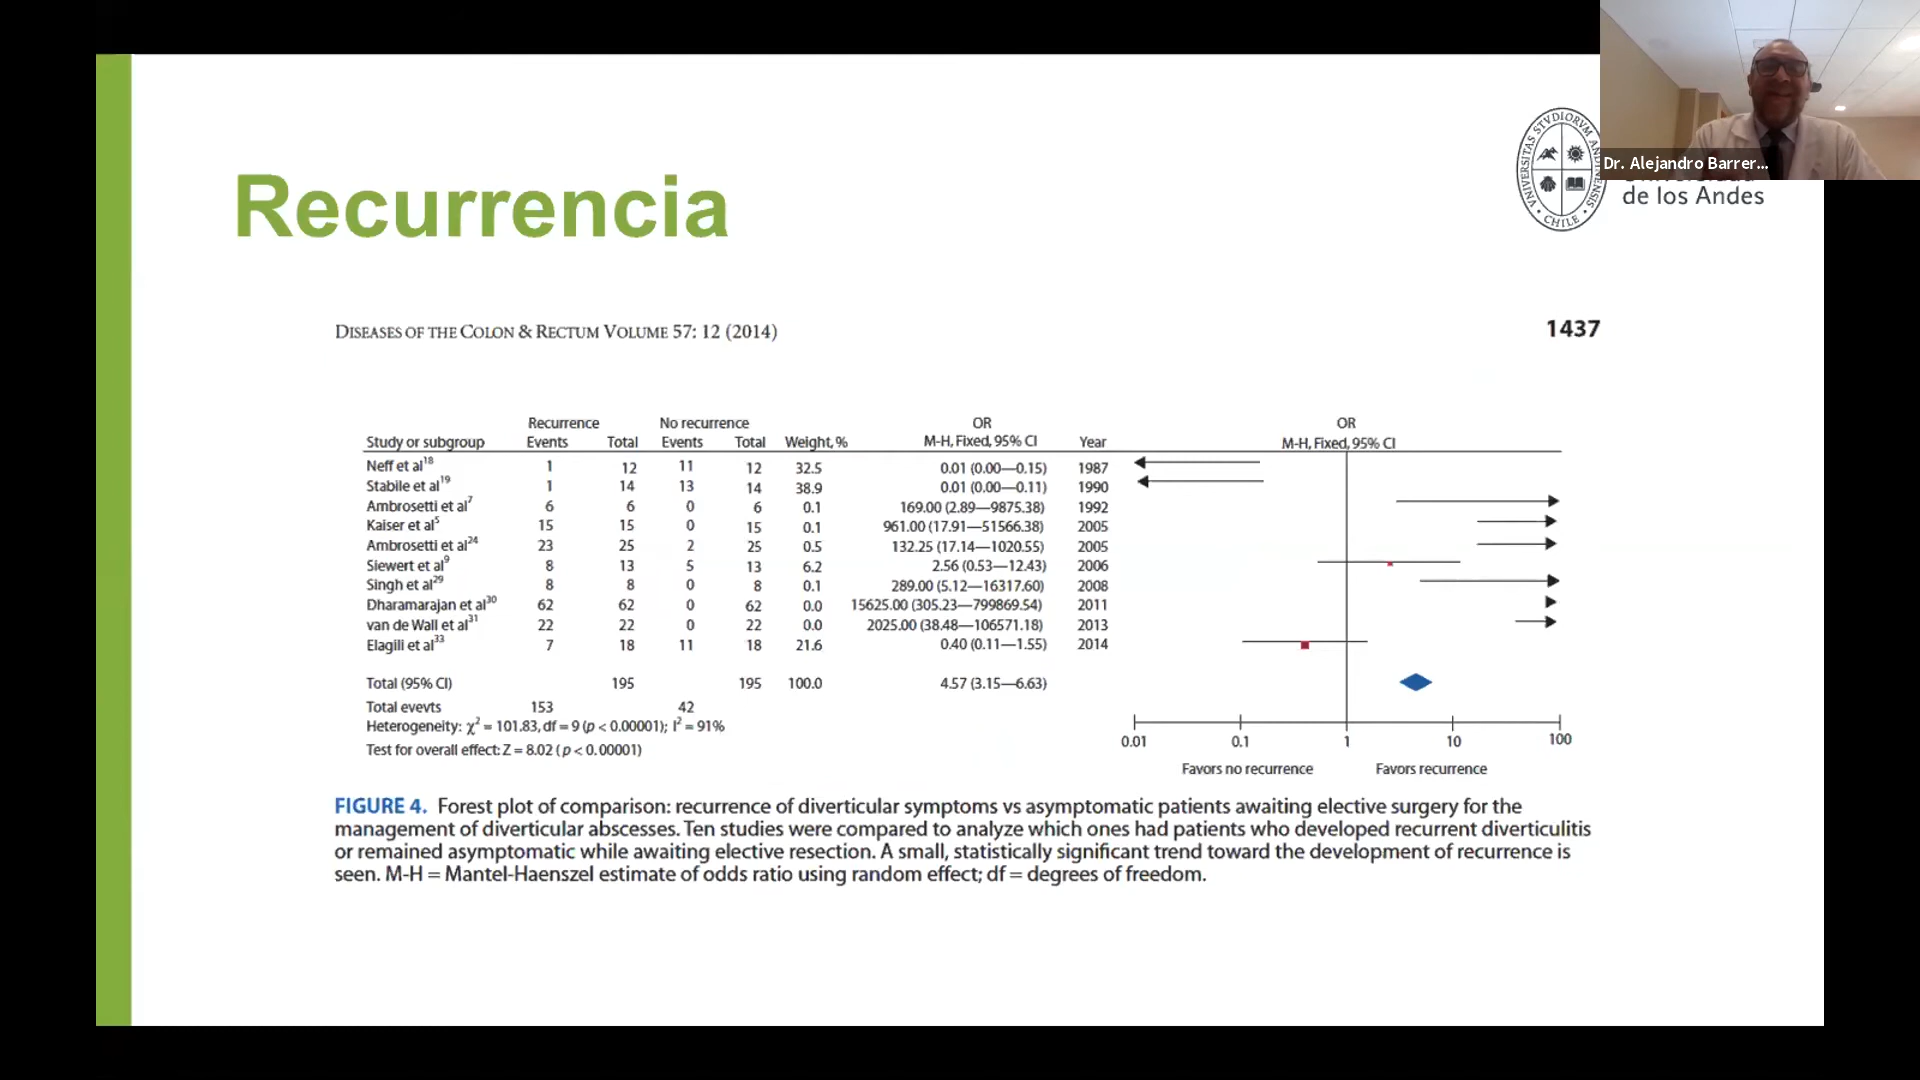 Dr. Alejandro Barrer...
Recurrencia
VNIVERSITAS STVDIORVM ANDINENSIS
• CHILE •
de los Andes
DISEASES OF THE COLON & RECTUM VOLUME 57: 12 (2014) 1437
Recurrence No recurrence OR OR
Study or subgroup Events Total Events Total Weight, % M-H, Fixed, 95% CI Year M-H, Fixed, 95% CI
Neff et al18 1 12 11 12 32.5 0.01 (0.00—0.15) 1987
Stabile et al19 1 14 13 14 38.9 0.01 (0.00—0.11) 1990
Ambrosetti et al7 6 6 0 6 0.1 169.00 (2.89—9875.38) 1992
Kaiser et al5 15 15 0 15 0.1 961.00 (17.91—51566.38) 2005
Ambrosetti et al24 23 25 2 25 0.5 132.25 (17.14—1020.55) 2005
Siewert et al9 8 13 5 13 6.2 2.56 (0.53—12.43) 2006
Singh et al29 8 8 0 8 0.1 289.00 (5.12—16317.60) 2008
Dharamarajan et al30 62 62 0 62 0.0 15625.00 (305.23—799869.54) 2011
van de Wall et al31 22 22 0 22 0.0 2025.00 (38.48—106571.18) 2013
Elagili et al33 7 18 11 18 21.6 0.40 (0.11—1.55) 2014
Total (95% CI) 195 195 100.0 4.57 (3.15—6.63)
Total evevts 153 42
Heterogeneity: χ2 = 101.83, df = 9 (p < 0.00001); I2 = 91%
Test for overall effect: Z = 8.02 (p < 0.00001)
0.01 0.1 1 10 100
Favors no recurrence Favors recurrence
FIGURE 4. Forest plot of comparison: recurrence of diverticular symptoms vs asymptomatic patients awaiting elective surgery for the
management of diverticular abscesses. Ten studies were compared to analyze which ones had patients who developed recurrent diverticulitis
or remained asymptomatic while awaiting elective resection. A small, statistically significant trend toward the development of recurrence is
seen. M-H = Mantel-Haenszel estimate of odds ratio using random effect; df = degrees of freedom.